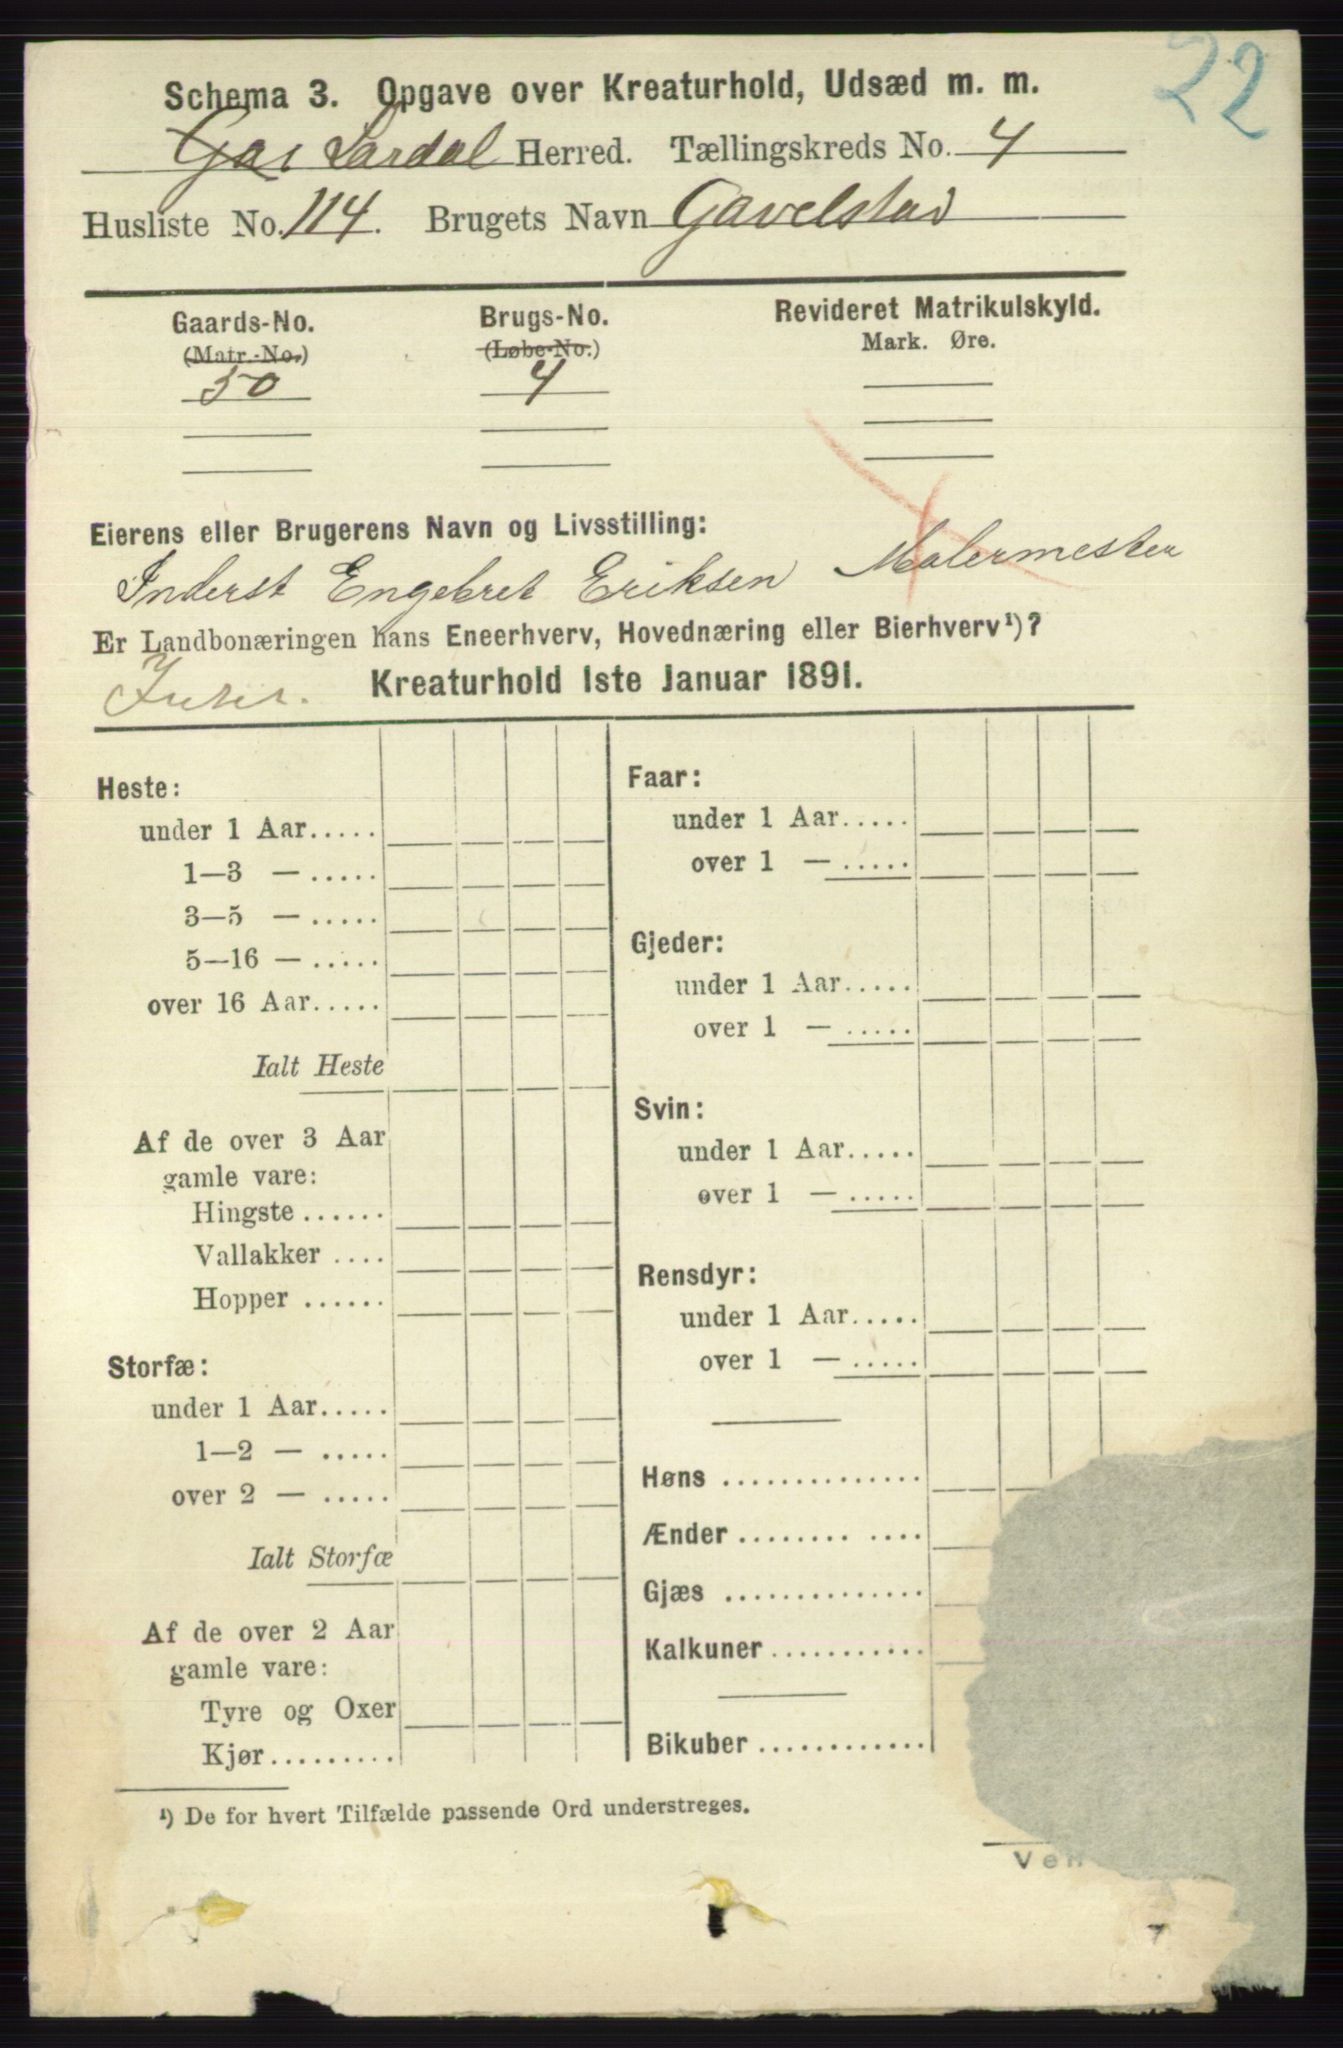 22
Schema 3. Opgave over Kreaturhold, Udsæd m. m.
Lardal Herred. Tællingskreds No. 4
Husliste No. 114. Brugets Navn Gavelstad
Gaards-No. Brugs-No. Revideret Matrikulskyld.
(Matr.-No.) (Løbe-No.) Mark. Øre.
50 4
Eierens eller Brugerens Navn og Livsstilling:
Inderst Engebret Eriksen Malermester
Er Landbonæringen hans Eneerhverv, Hovednæring eller Bierhverv¹)?
Kreaturhold 1ste Januar 1891.
Heste:
under 1 Aar.....
1—3 — .....
3—5 — .....
5—16 — .....
over 16 Aar.....
Ialt Heste
Af de over 3 Aar
gamle vare:
Hingste ......
Vallakker ....
Hopper ......
Storfæ:
under 1 Aar.....
1—2 — .....
over 2 — .....
Ialt Storfæ
Af de over 2 Aar
gamle vare:
Tyre og Oxer
Kjør.........
Faar:
under 1 Aar.....
over 1 — .....
Gjeder:
under 1 Aar.....
over 1 — .....
Svin:
under 1 Aar.....
over 1 — .....
Rensdyr:
under 1 Aar.....
over 1 — .....
Høns ..............
Ænder ........ ....
Gjæs ..............
Kalkuner ...........
Bikuber ............
¹) De for hvert Tilfælde passende Ord understreges.
Ven